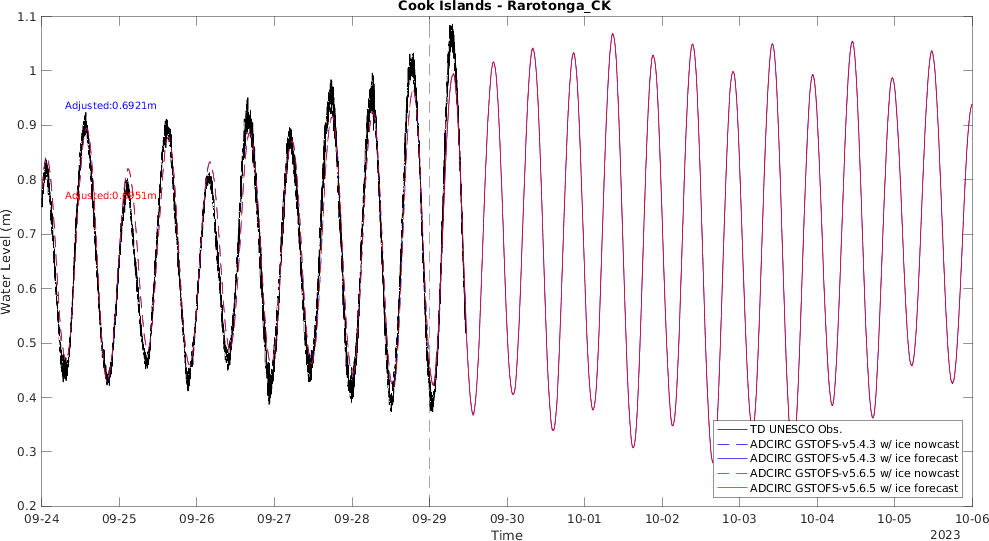 Cook Islands - Rarotonga_CK
1.1
1
0.9
0.8
0.7
0.6
0.5
0.4
0.3
0.2
Water Level (m)
Adjusted:0.6921m
TD UNESCO Obs.
ADCIRC GSTOFS-v5.4.3 w/ ice nowcast
ADCIRC GSTOFS-v5.4.3 w/ ice forecast
ADCIRC GSTOFS-v5.6.5 w/ ice nowcast
ADCIRC GSTOFS-v5.6.5 w/ ice forecast
09-24 09-25 09-26 09-27 09-28 09-29 09-30 10-01 10-02 10-03 10-04 10-05 10-06
Time
2023